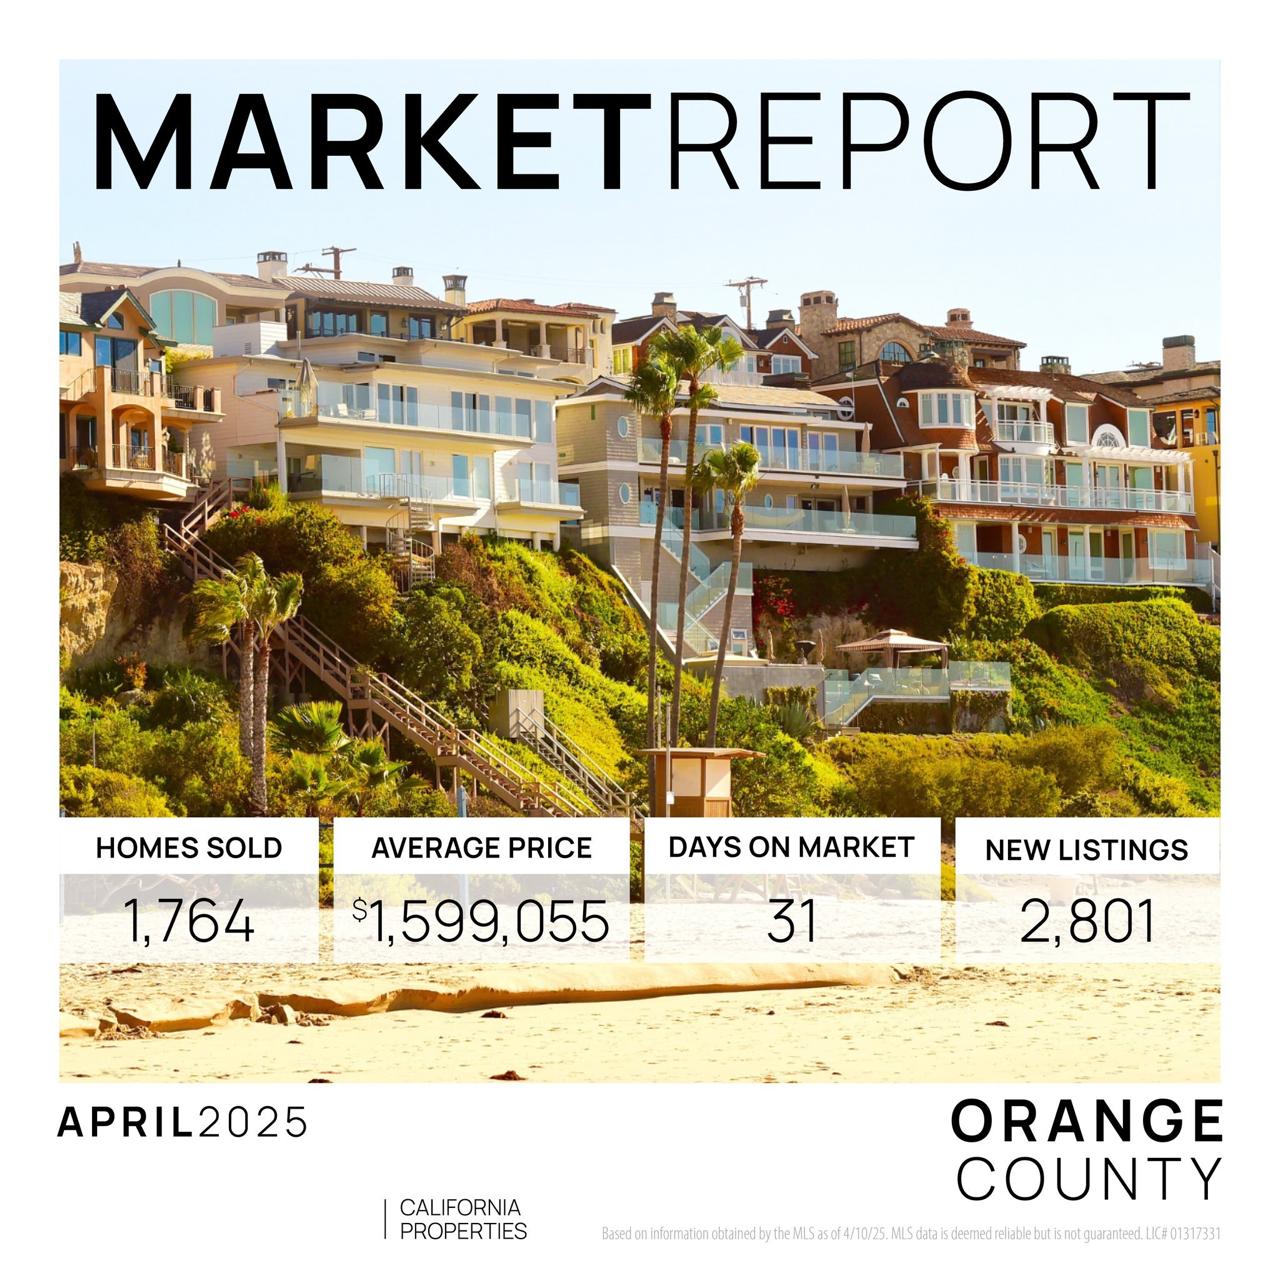 MARKETREPORT
HOMES SOLD
1,764
AVERAGE PRICE
$1,599,055
DAYS ON MARKET
31
NEW LISTINGS
2,801
APRIL2025
ORANGE
COUNTY
CALIFORNIA
PROPERTIES
Based on information obtained by the MLS as of 4/10/25. MLS data is deemed reliable but is not guaranteed. LIC# 01317331